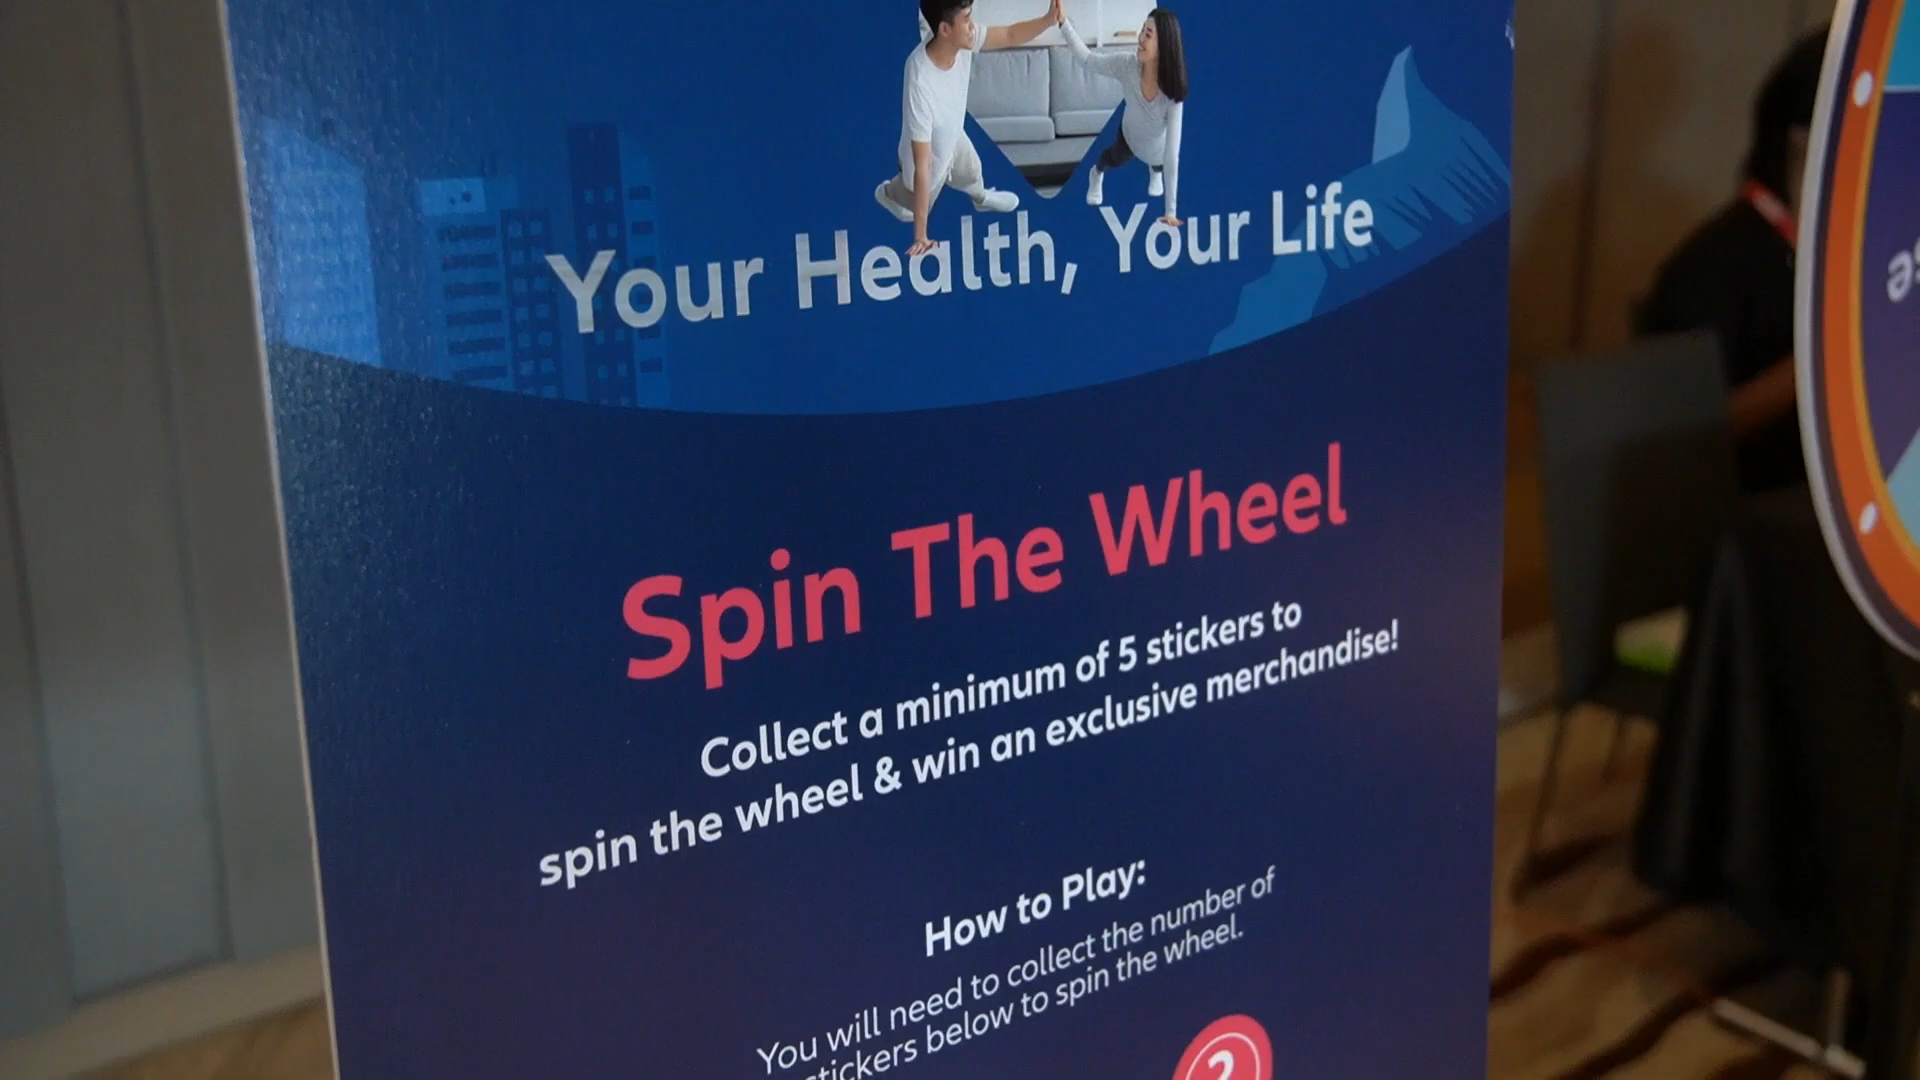 Your Health, Your Life
Spin The Wheel
Collect a minimum of 5 stickers to
spin the wheel & win an exclusive merchandise!
How to Play:
You will need to collect the number of
stickers below to spin the wheel.
2